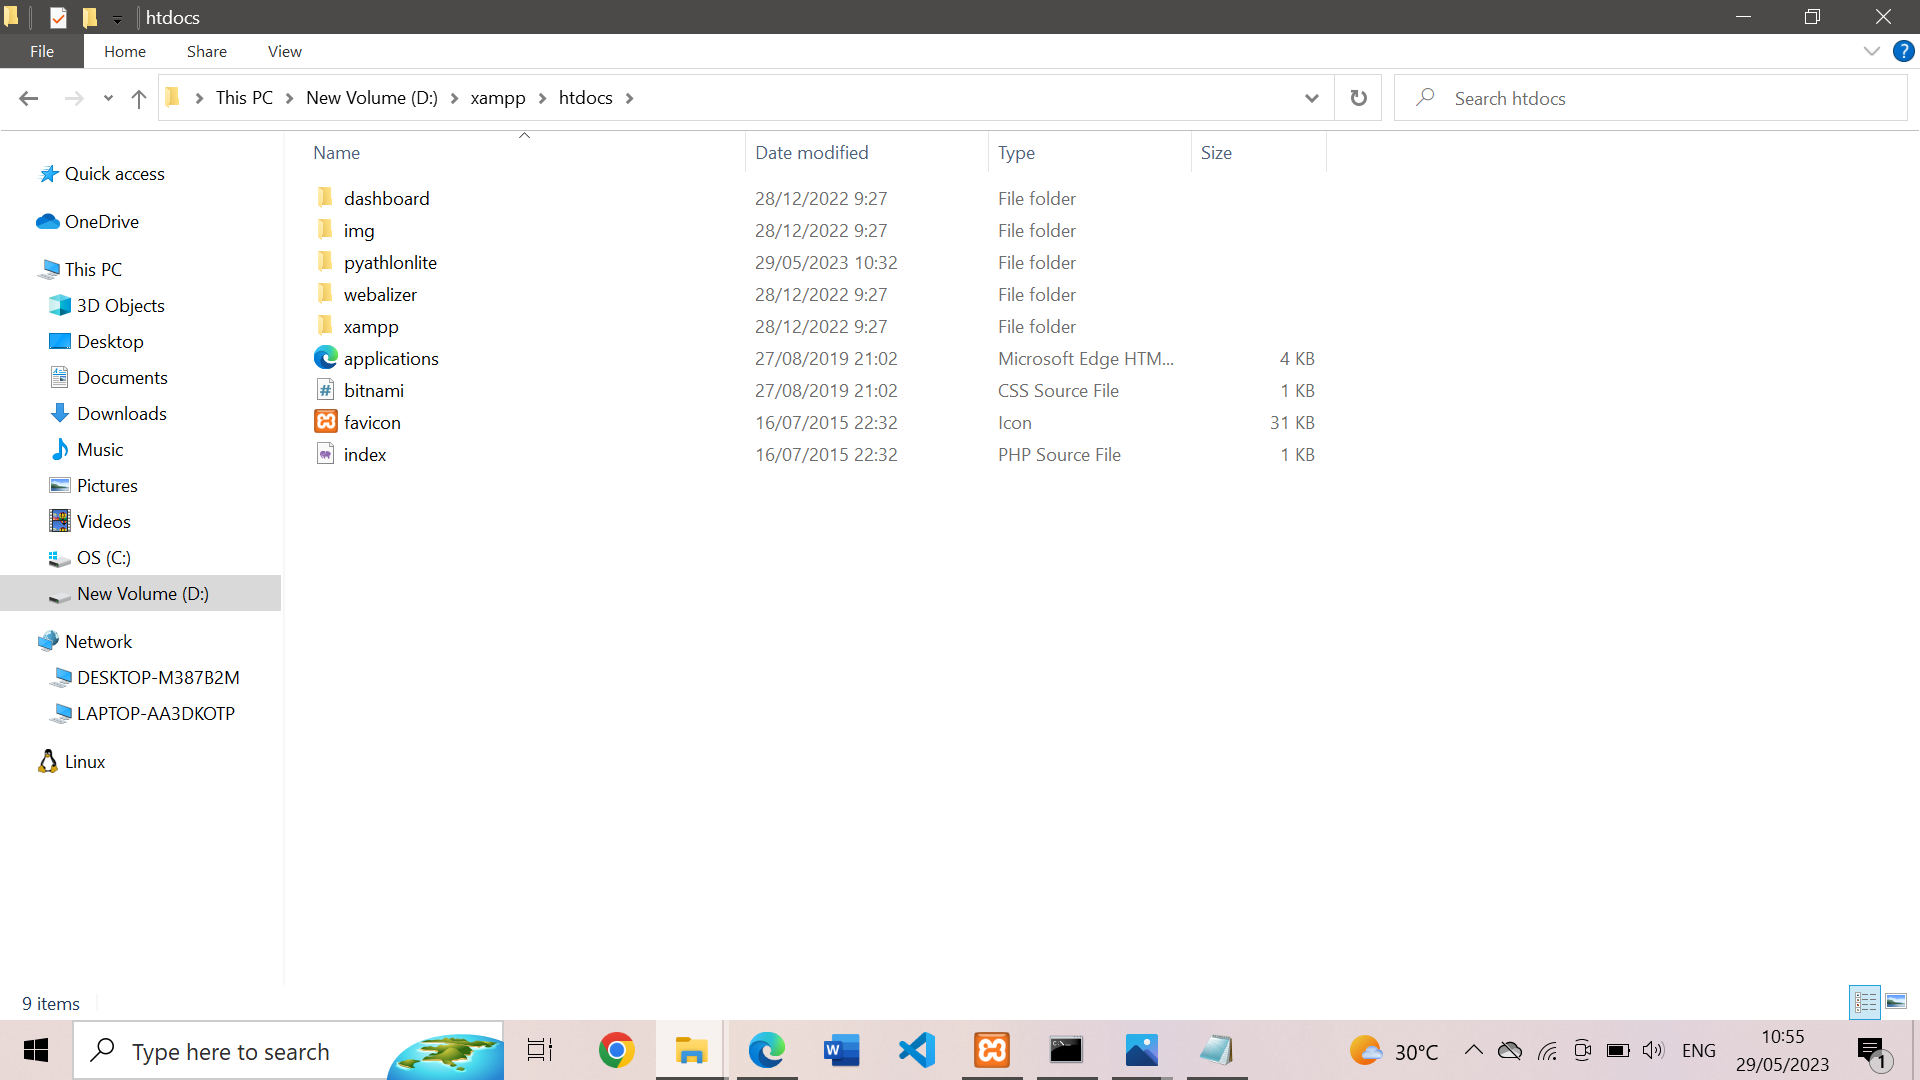 htdocs
File Home Share View
This PC New Volume (D:) xampp htdocs
Search htdocs
Name Date modified Type Size
Quick access
OneDrive
This PC
3D Objects
Desktop
Documents
Downloads
Music
Pictures
Videos
OS (C:)
New Volume (D:)
Network
DESKTOP-M387B2M
LAPTOP-AA3DKOTP
Linux
dashboard 28/12/2022 9:27 File folder
img 28/12/2022 9:27 File folder
pyathlonlite 29/05/2023 10:32 File folder
webalizer 28/12/2022 9:27 File folder
xampp 28/12/2022 9:27 File folder
applications 27/08/2019 21:02 Microsoft Edge HTM... 4 KB
bitnami 27/08/2019 21:02 CSS Source File 1 KB
favicon 16/07/2015 22:32 Icon 31 KB
index 16/07/2015 22:32 PHP Source File 1 KB
9 items
Type here to search
30°C
ENG
10:55
29/05/2023
1